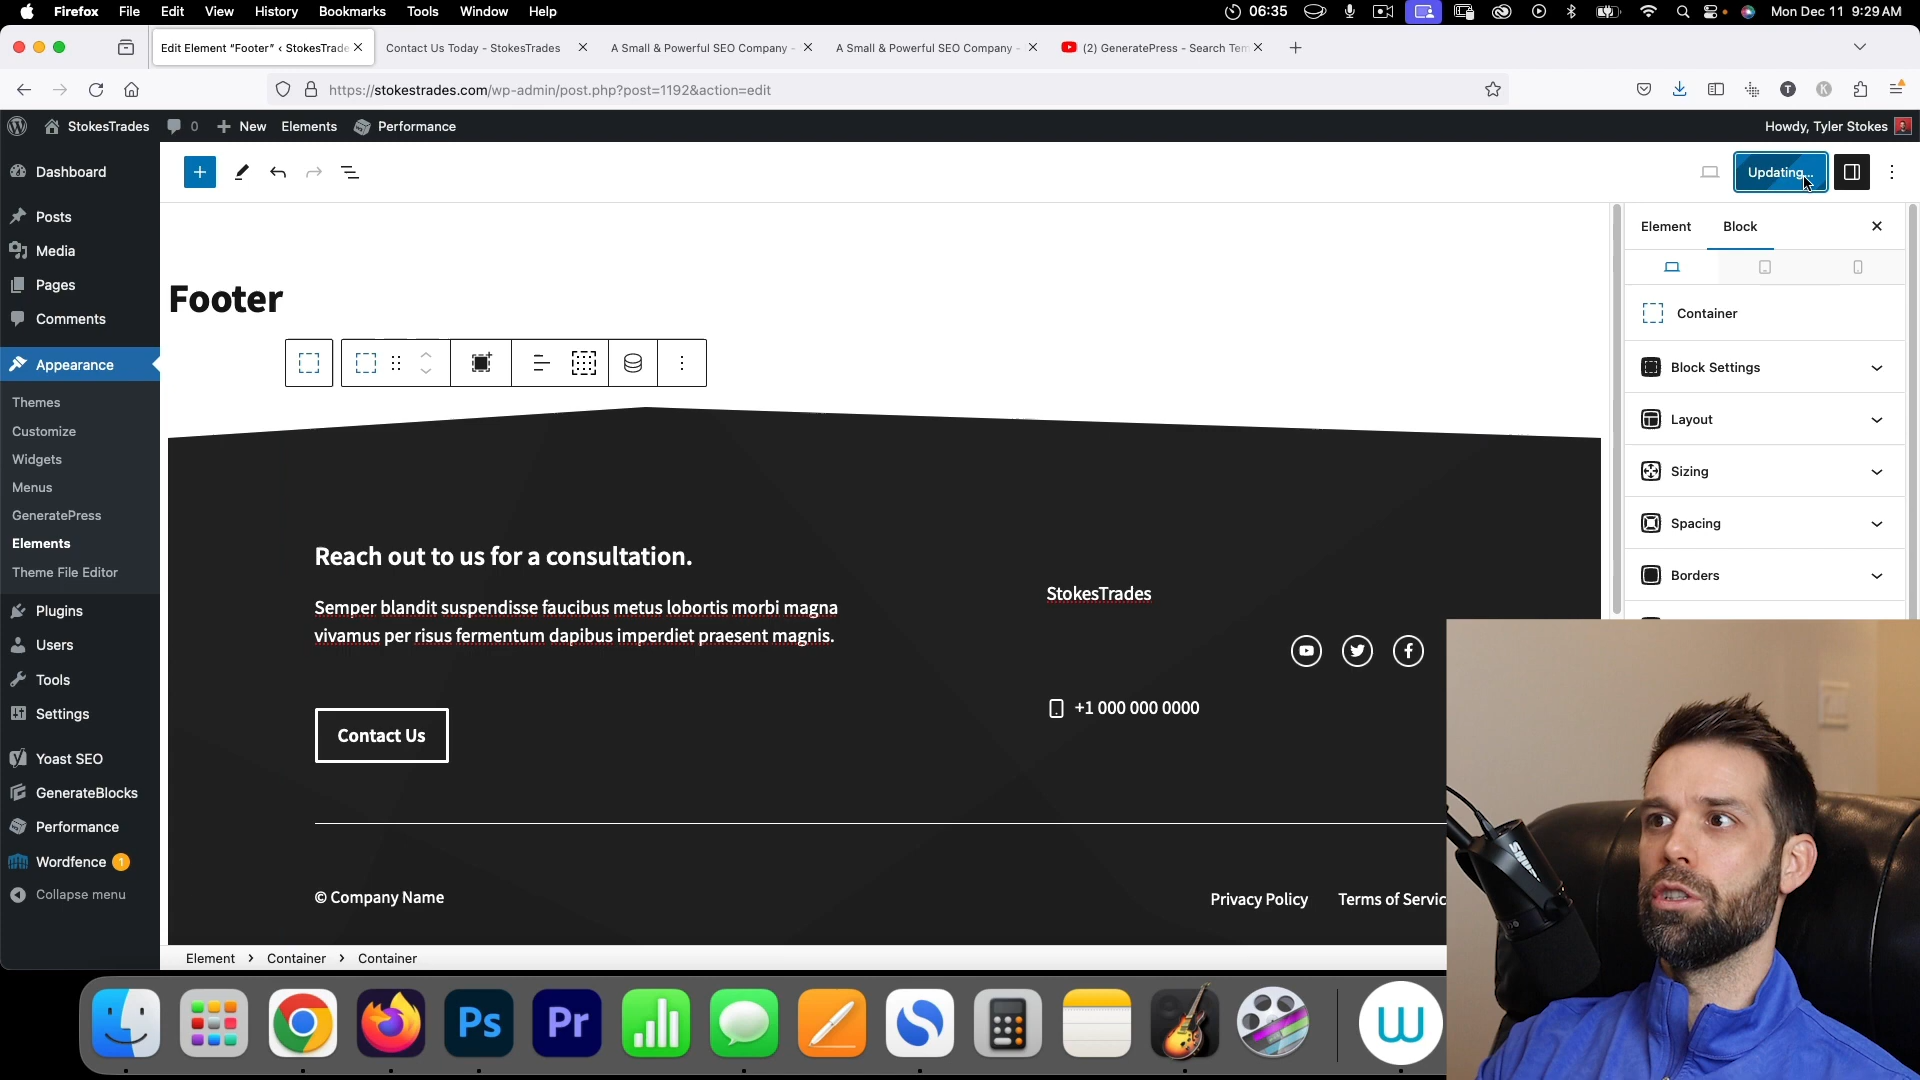 Firefox File Edit View History Bookmarks Tools Window Help 06:35 Mon Dec 11 9:29 AM
Edit Element “Footer” ‹ StokesTrade Contact Us Today - StokesTrades A Small & Powerful SEO Company - A Small & Powerful SEO Company - (2) GeneratePress - Search Tem
https://stokestrades.com/wp-admin/post.php?post=1192&action=edit
StokesTrades 0 New Elements Performance Howdy, Tyler Stokes
Dashboard
Posts
Media
Pages
Comments
Appearance
Themes
Customize
Widgets
Menus
GeneratePress
Elements
Theme File Editor
Plugins
Users
Tools
Settings
Yoast SEO
GenerateBlocks
Performance
Wordfence 1
Collapse menu
Updating...
Footer
Reach out to us for a consultation.
Semper blandit suspendisse faucibus metus lobortis morbi magna
vivamus per risus fermentum dapibus imperdiet praesent magnis.
Contact Us
StokesTrades
+1 000 000 0000
© Company Name
Privacy Policy Terms of Servic
Element › Container › Container
Element Block
Container
Block Settings
Layout
Sizing
Spacing
Borders
SHURE
Ps
Pr